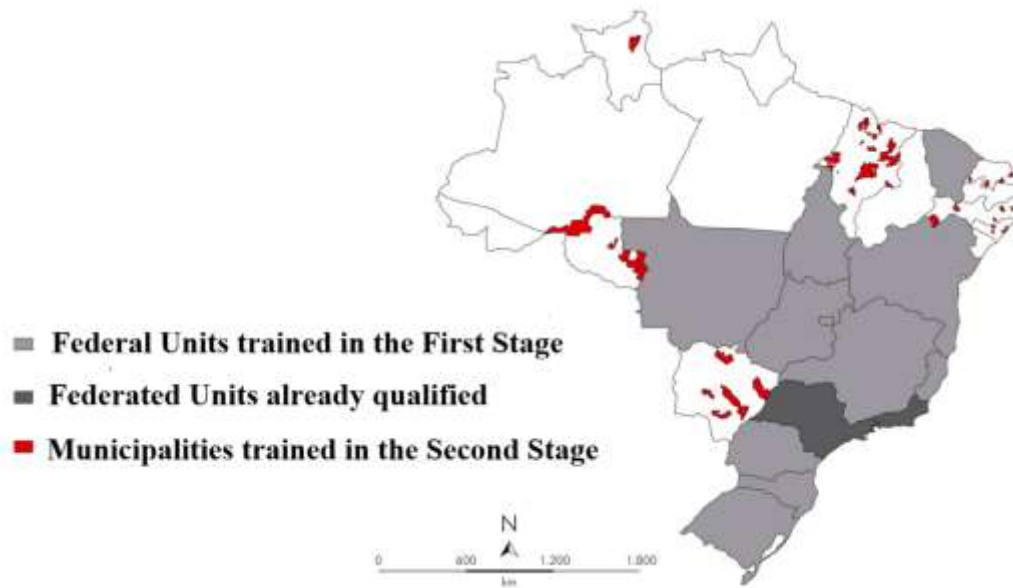 Federal Units trained in the First Stage
Federated Units already qualified
Municipalities trained in the Second Stage
N
0 600 1.200 1.800
km